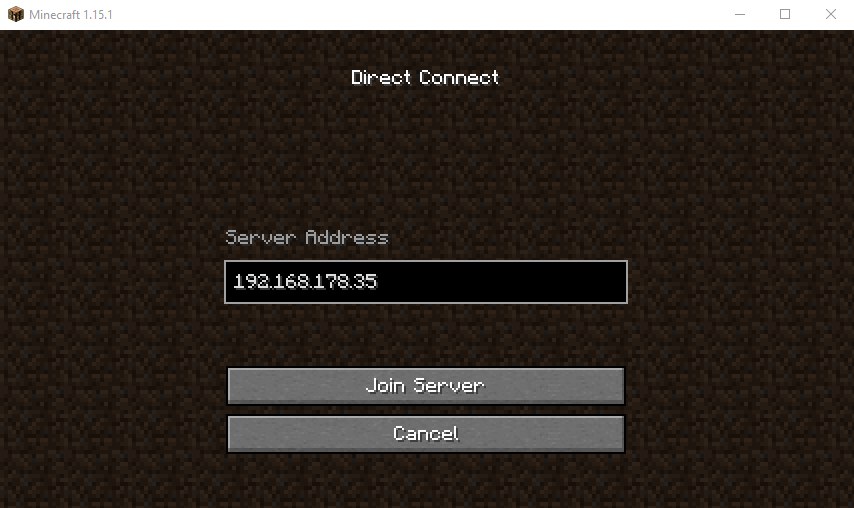 Minecraft 1.15.1
Direct Connect
Server Address
192.168.178.35
Join Server
Cancel